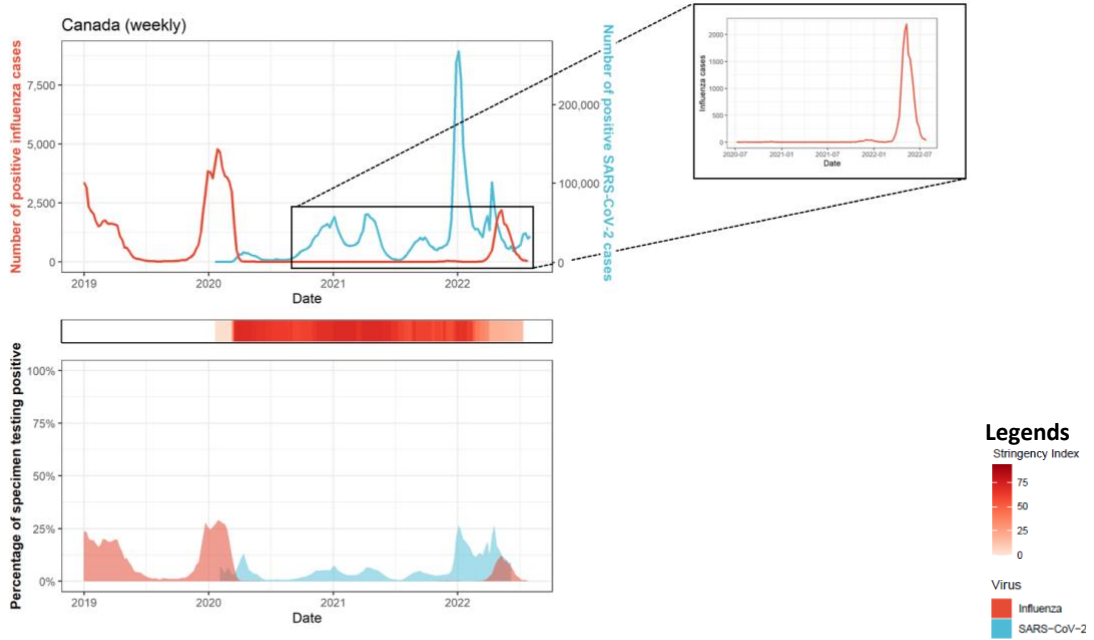 Canada (weekly)
Number of positive influenza cases
7,500
5,000
2,500
0
Number of positive SARS-CoV-2 cases
200,000
100,000
0
2019
2020
2021
2022
Date
Influenza cases
2000
1500
1000
500
0
2020-07
2021-01
2021-07
2022-01
2022-07
Date
Percentage of specimen testing positive
100%
75%
50%
25%
0%
2019
2020
2021
2022
Date
Legends
Stringency Index
75
50
25
0
Virus
Influenza
SARS-CoV-2